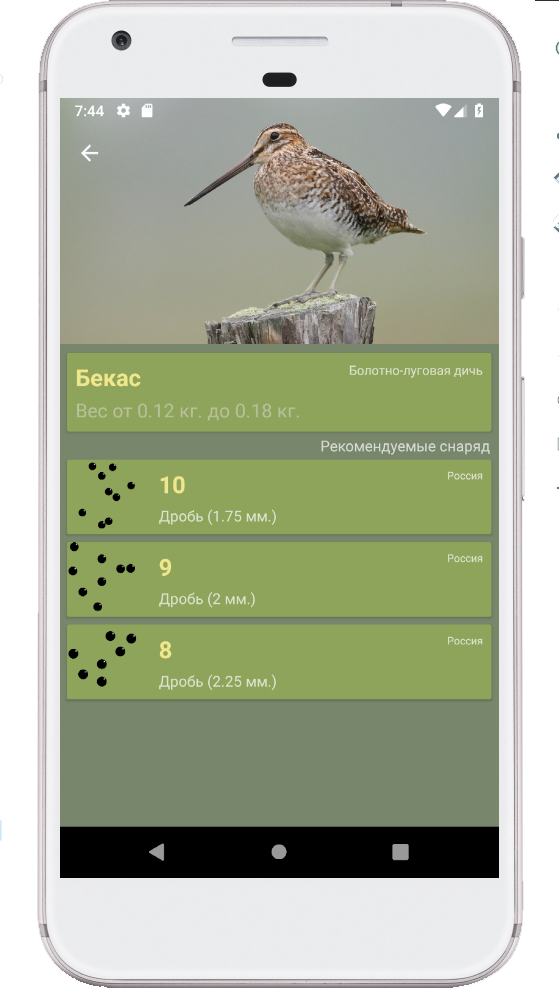 7:44
Бекас
Болотно-луговая дичь
Вес от 0.12 кг. до 0.18 кг.
Рекомендуемые снаряд
10
Россия
Дробь (1.75 мм.)
9
Россия
Дробь (2 мм.)
8
Россия
Дробь (2.25 мм.)